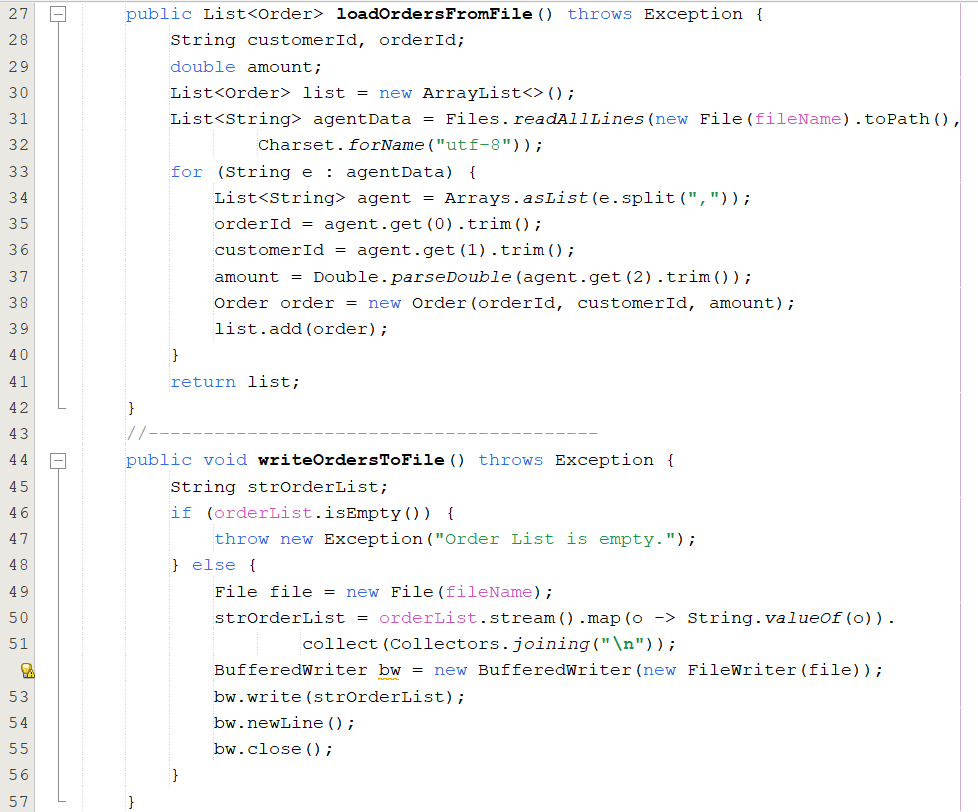 27 public List<Order> loadOrdersFromFile() throws Exception {
28 String customerId, orderId;
29 double amount;
30 List<Order> list = new ArrayList<>();
31 List<String> agentData = Files.readAllLines(new File(fileName).toPath(),
32 Charset.forName("utf-8"));
33 for (String e : agentData) {
34 List<String> agent = Arrays.asList(e.split(","));
35 orderId = agent.get(0).trim();
36 customerId = agent.get(1).trim();
37 amount = Double.parseDouble(agent.get(2).trim());
38 Order order = new Order(orderId, customerId, amount);
39 list.add(order);
40 }
41 return list;
42 }
43 //-----------------------------------------
44 public void writeOrdersToFile() throws Exception {
45 String strOrderList;
46 if (orderList.isEmpty()) {
47 throw new Exception("Order List is empty.");
48 } else {
49 File file = new File(fileName);
50 strOrderList = orderList.stream().map(o -> String.valueOf(o)).
51 collect(Collectors.joining("\n"));
BufferedWriter bw = new BufferedWriter(new FileWriter(file));
53 bw.write(strOrderList);
54 bw.newLine();
55 bw.close();
56 }
57 }